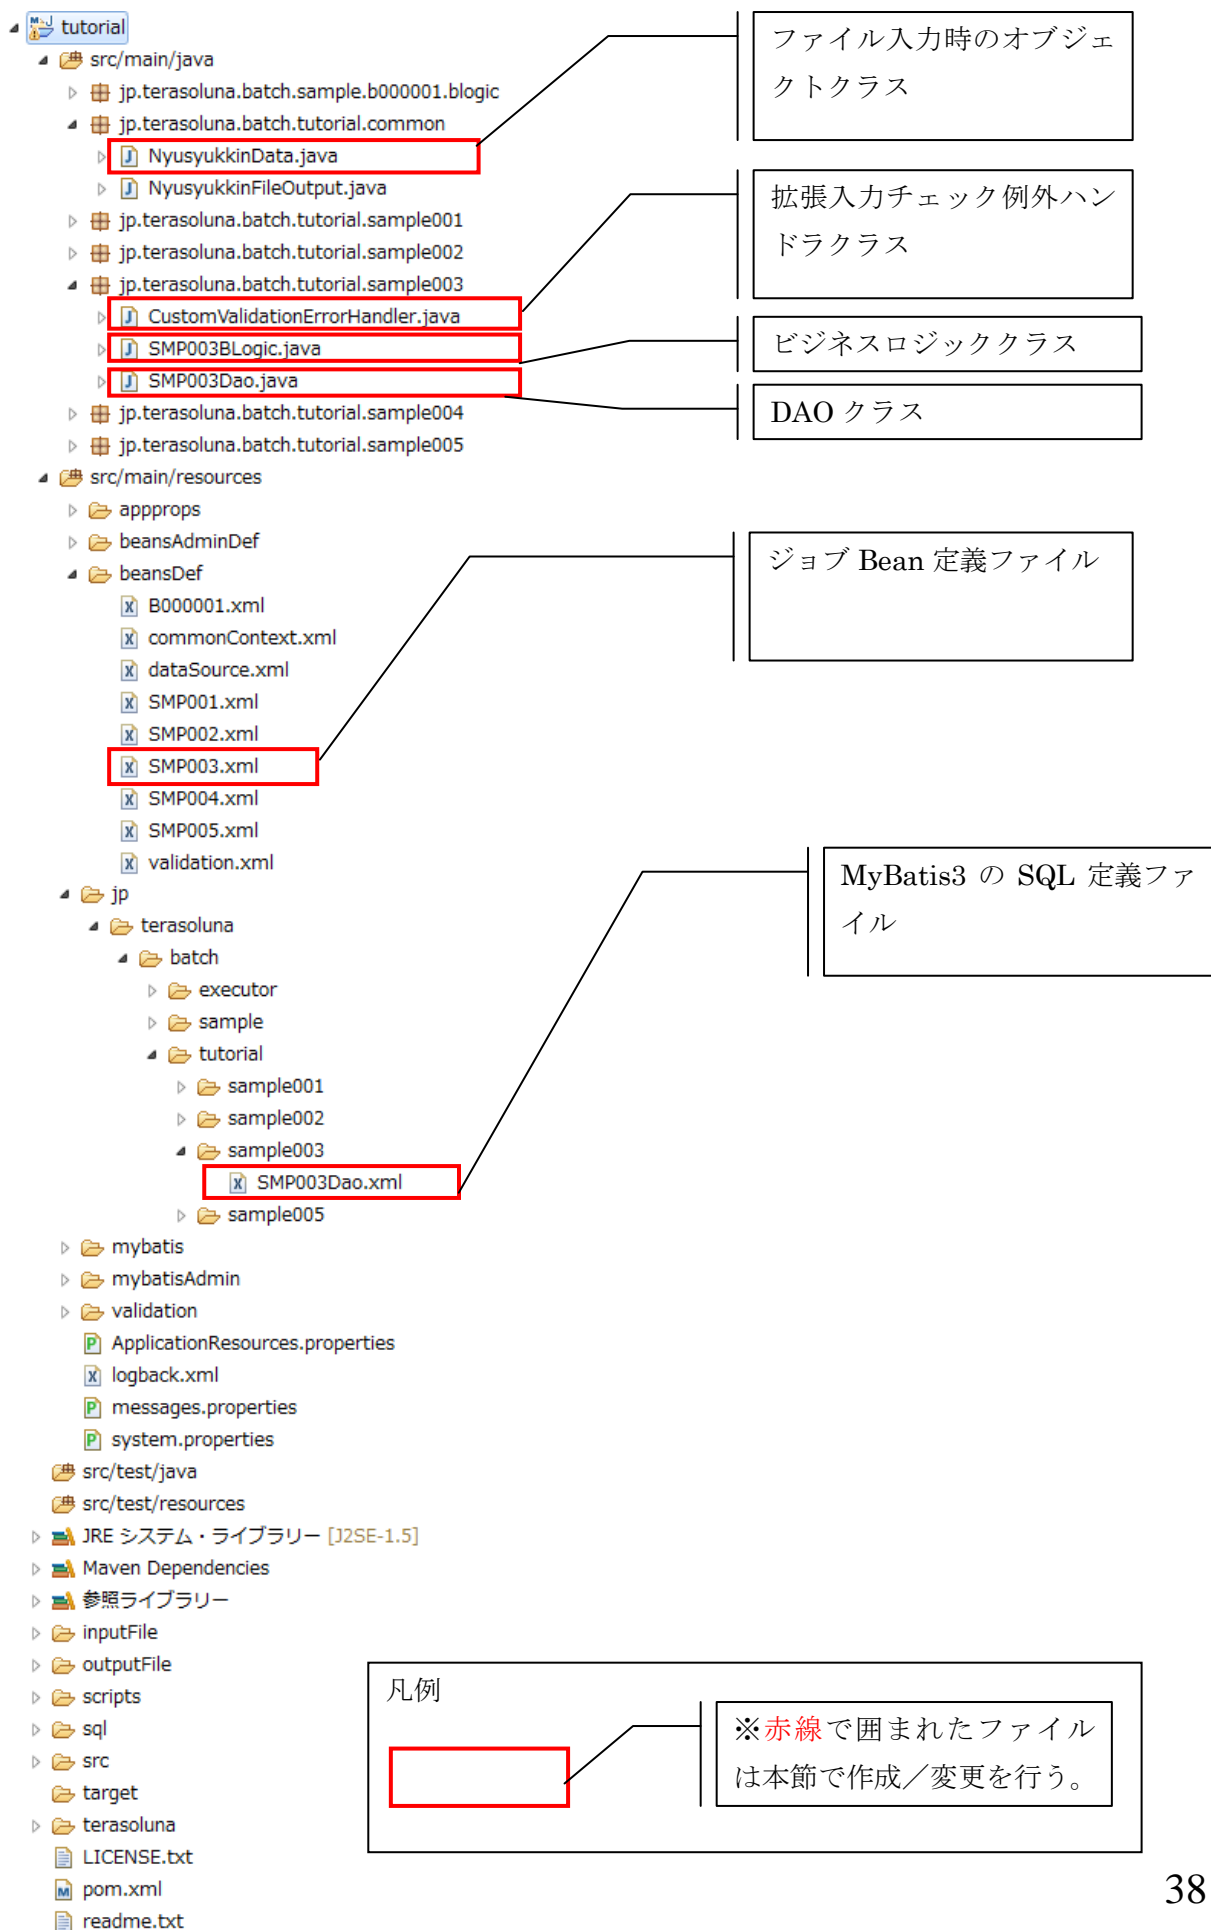 tutorial
src/main/java
jp.terasoluna.batch.sample.b000001.blogic
jp.terasoluna.batch.tutorial.common
NyusyukkinData.java
NyusyukkinFileOutput.java
jp.terasoluna.batch.tutorial.sample001
jp.terasoluna.batch.tutorial.sample002
jp.terasoluna.batch.tutorial.sample003
CustomValidationErrorHandler.java
SMP003BLogic.java
SMP003Dao.java
jp.terasoluna.batch.tutorial.sample004
jp.terasoluna.batch.tutorial.sample005
src/main/resources
appprops
beansAdminDef
beansDef
B000001.xml
commonContext.xml
dataSource.xml
SMP001.xml
SMP002.xml
SMP003.xml
SMP004.xml
SMP005.xml
validation.xml
jp
terasoluna
batch
executor
sample
tutorial
sample001
sample002
sample003
SMP003Dao.xml
sample005
mybatis
mybatisAdmin
validation
ApplicationResources.properties
logback.xml
messages.properties
system.properties
src/test/java
src/test/resources
JRE システム・ライブラリー [J2SE-1.5]
Maven Dependencies
参照ライブラリー
inputFile
outputFile
scripts
sql
src
target
terasoluna
LICENSE.txt
pom.xml
readme.txt
ファイル入力時のオブジェ
クトクラス
拡張入力チェック例外ハン
ドラクラス
ビジネスロジッククラス
DAO クラス
ジョブ Bean 定義ファイル
MyBatis3 の SQL 定義ファ
イル
凡例
※赤線で囲まれたファイル
は本節で作成／変更を行う。
38